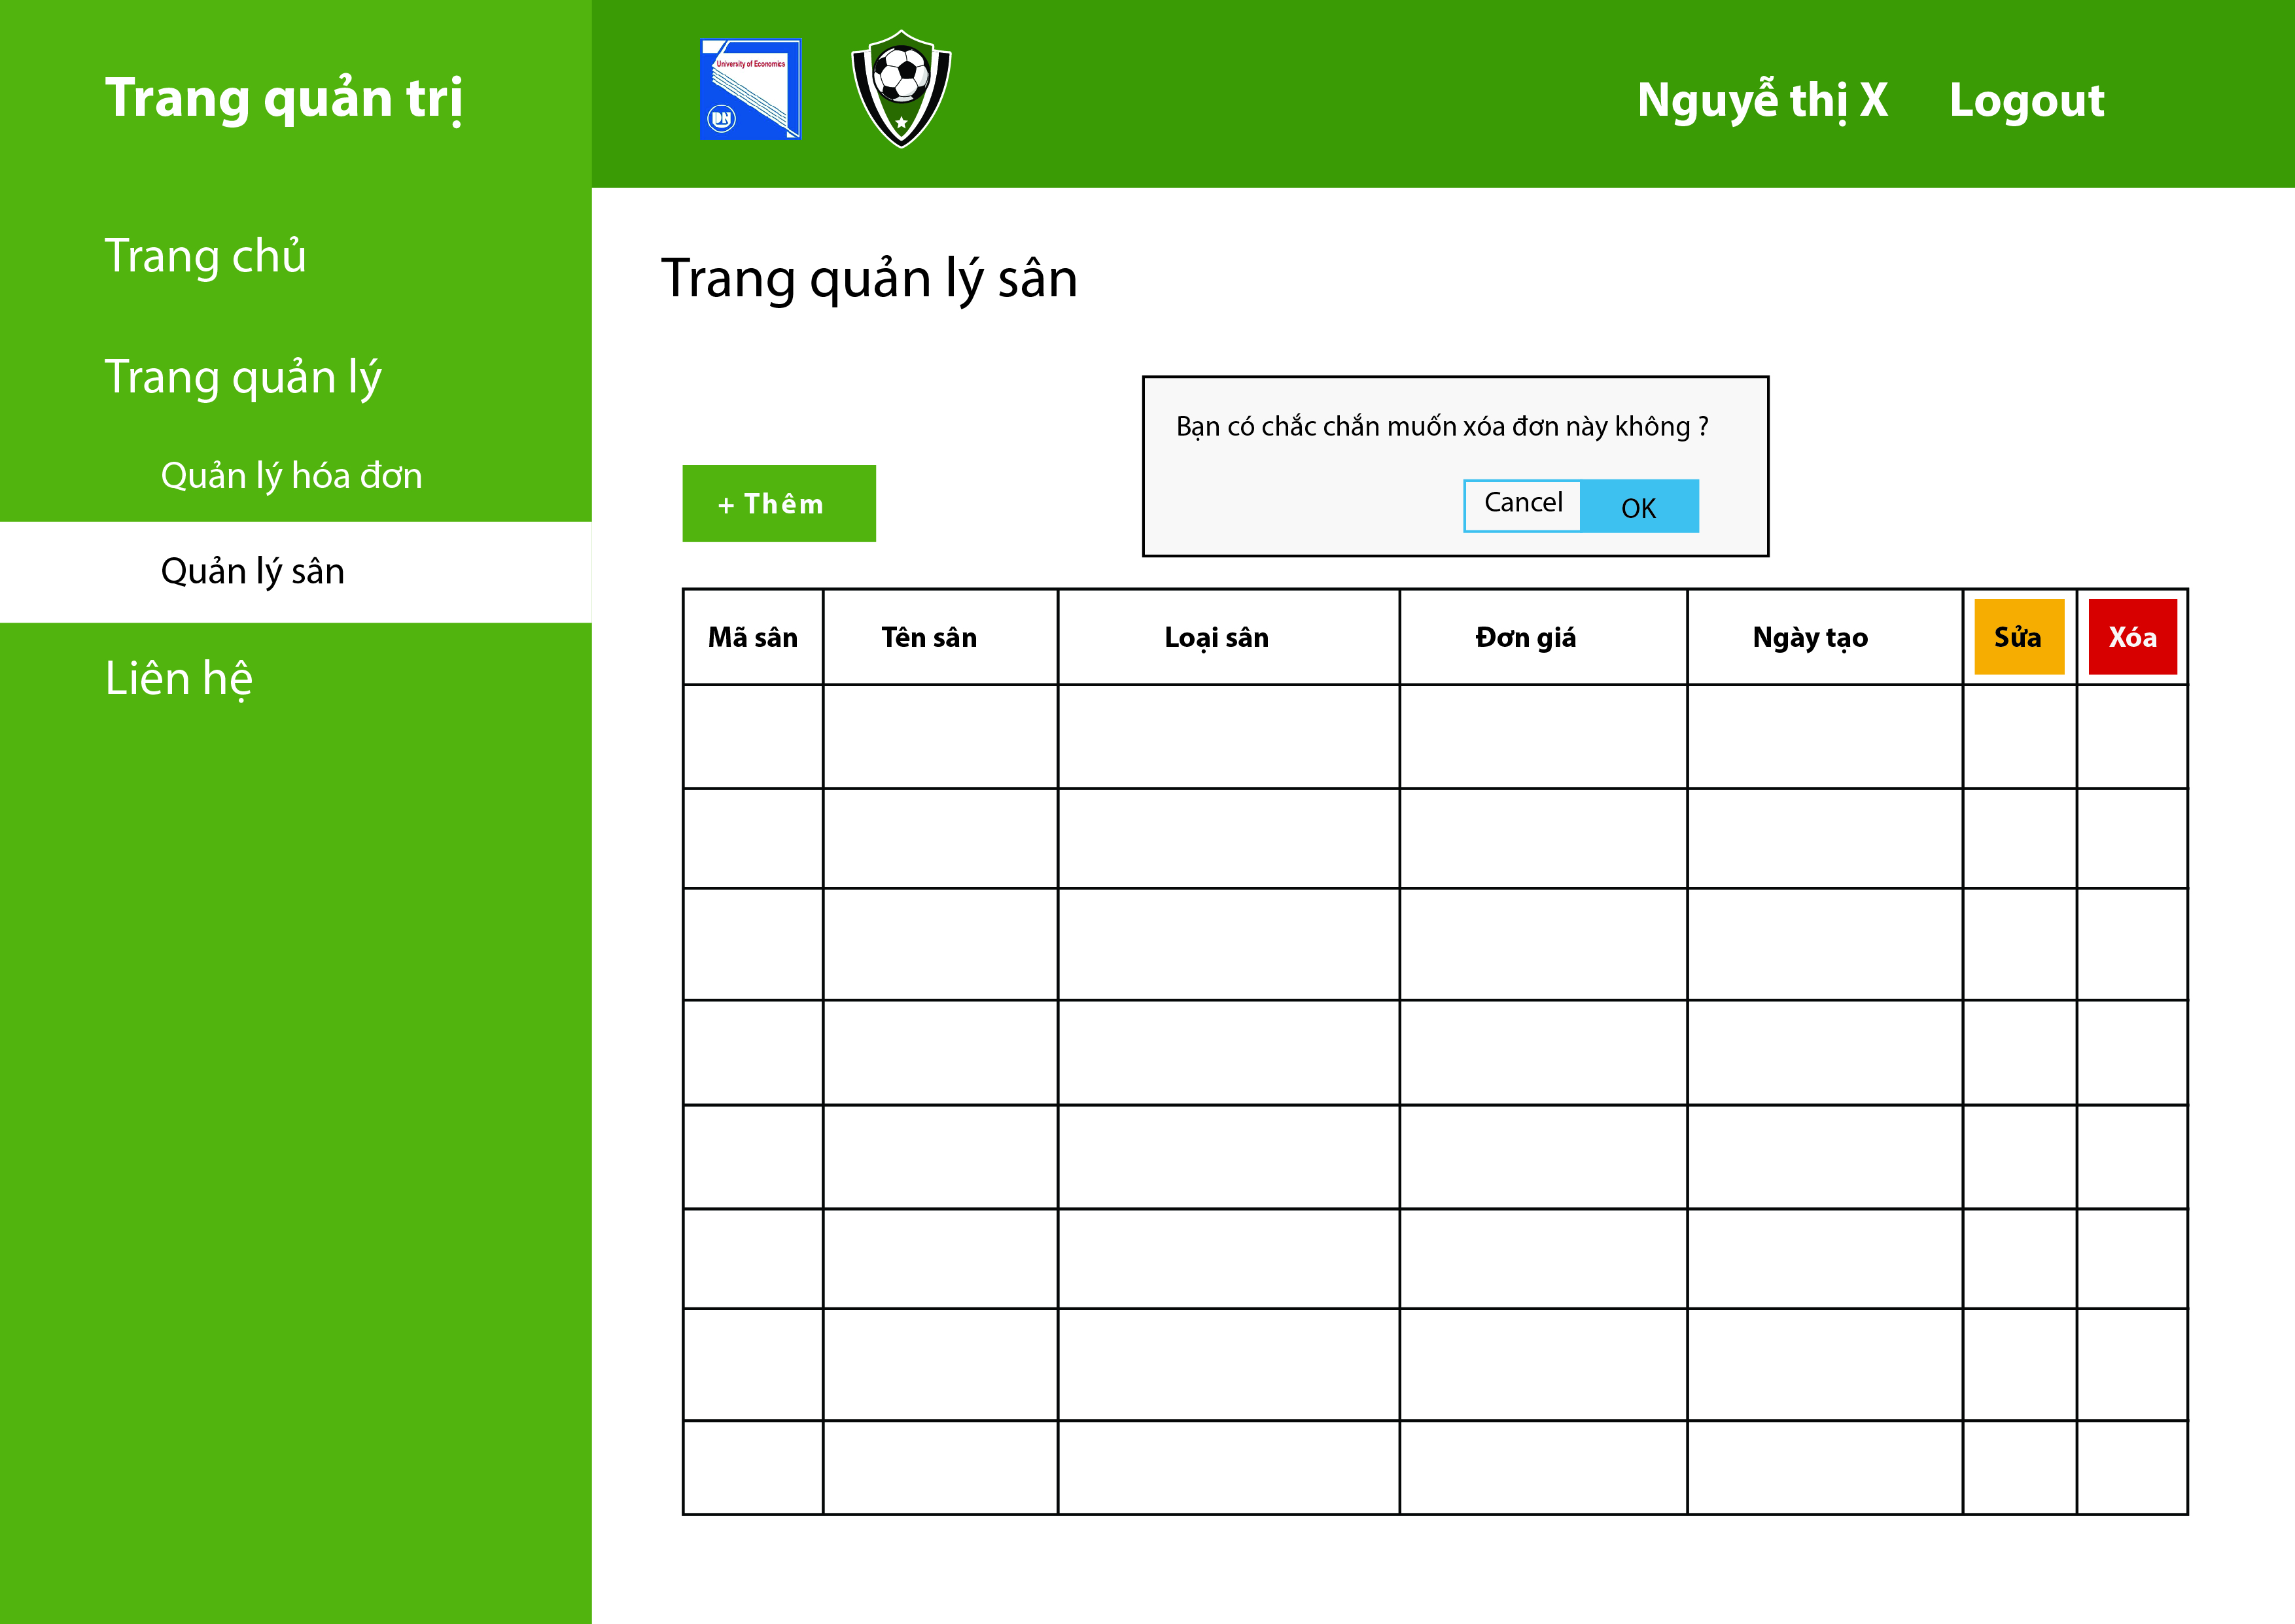 Trang quản trị
University of Economics
ĐN
Nguyễ thị X
Logout
Trang chủ
Trang quản lý
Quản lý hóa đơn
Quản lý sân
Liên hệ
Trang quản lý sân
Bạn có chắc chắn muốn xóa đơn này không ?
Cancel
OK
+ Thêm
Mã sân
Tên sân
Loại sân
Đơn giá
Ngày tạo
Sửa
Xóa